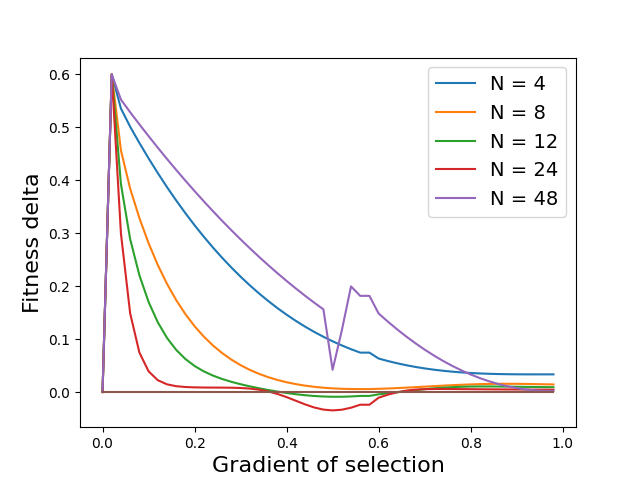 0.6
0.5
0.4
0.3
0.2
0.1
0.0
Fitness delta
N = 4
N = 8
N = 12
N = 24
N = 48
0.0 0.2 0.4 0.6 0.8 1.0
Gradient of selection